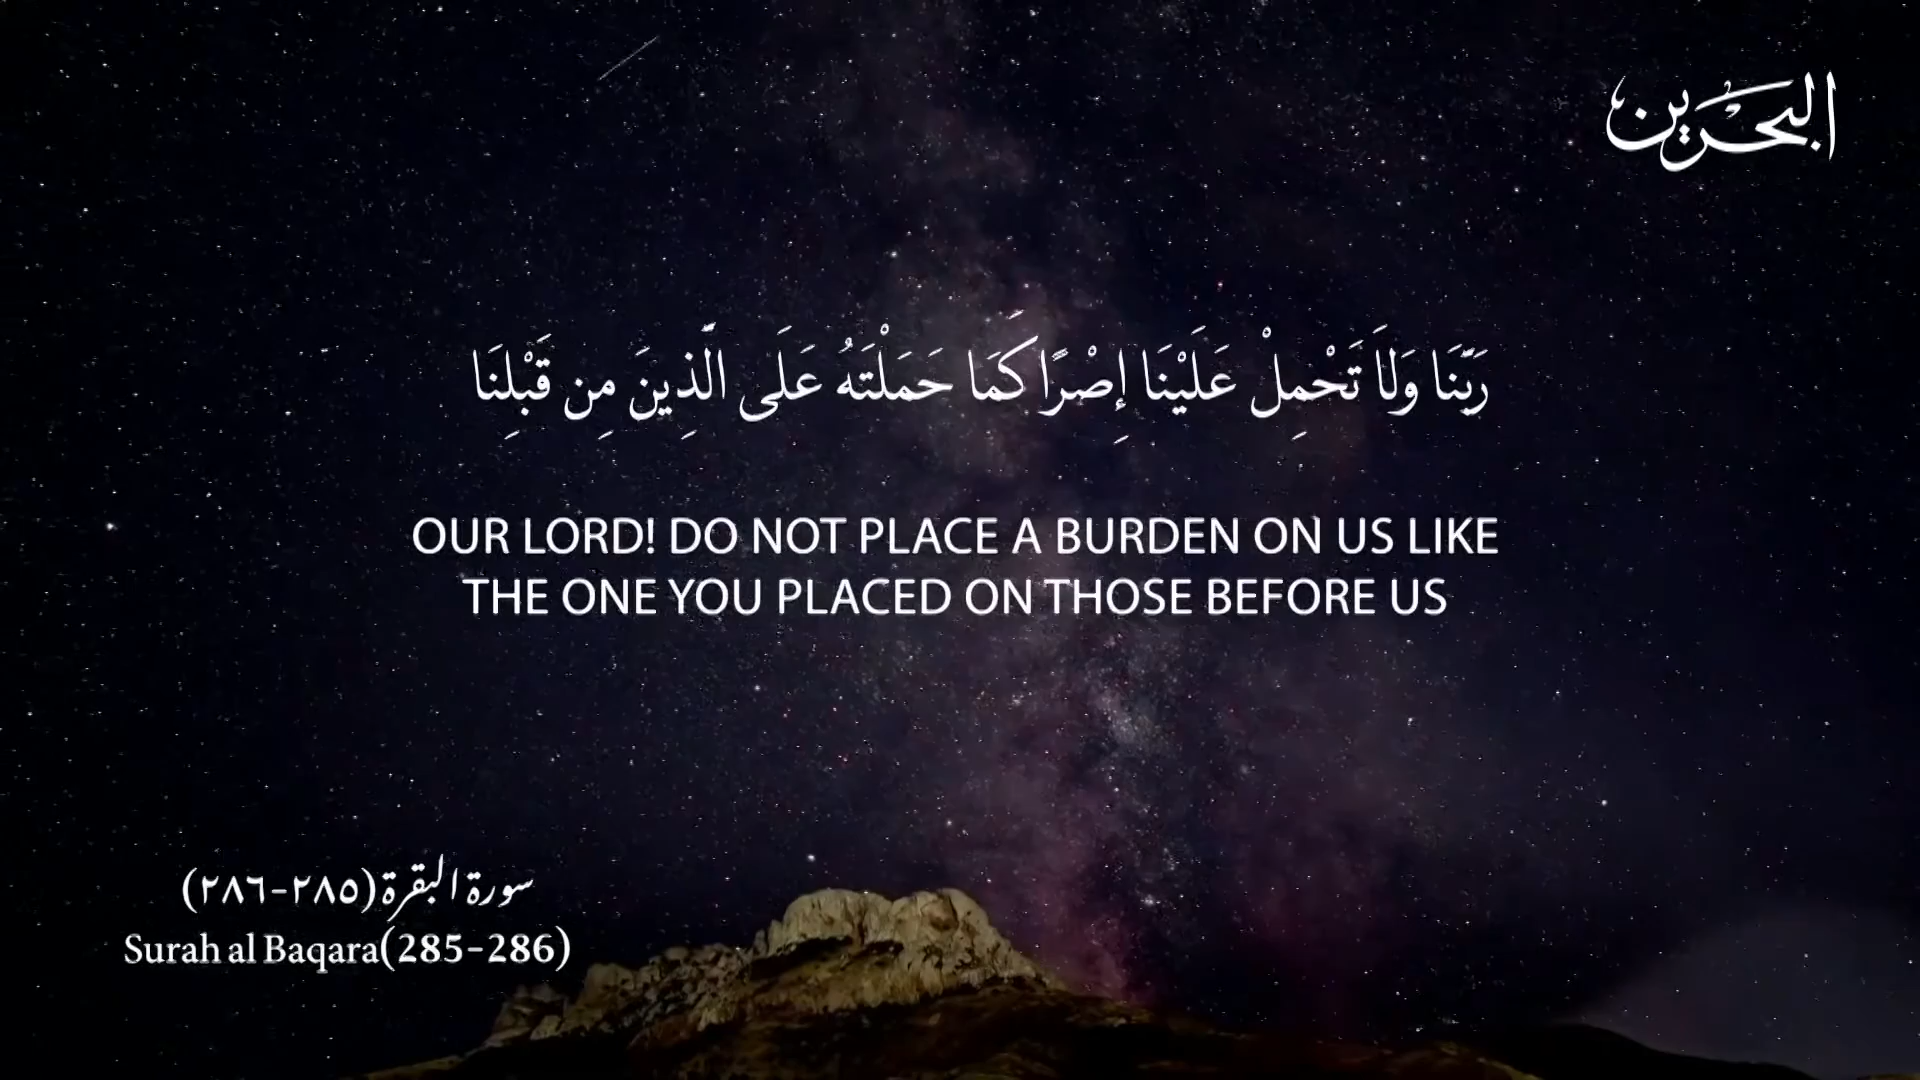 البحرين
رَبَّنَا وَلاَ تَحْمِلْ عَلَيْنَا إِصْرًا كَمَا حَمَلْتَهُ عَلَى الَّذِينَ مِن قَبْلِنَا
OUR LORD! DO NOT PLACE A BURDEN ON US LIKE
THE ONE YOU PLACED ON THOSE BEFORE US
سورة البقرة (٢٨٥-٢٨٦)
Surah al Baqara(285-286)